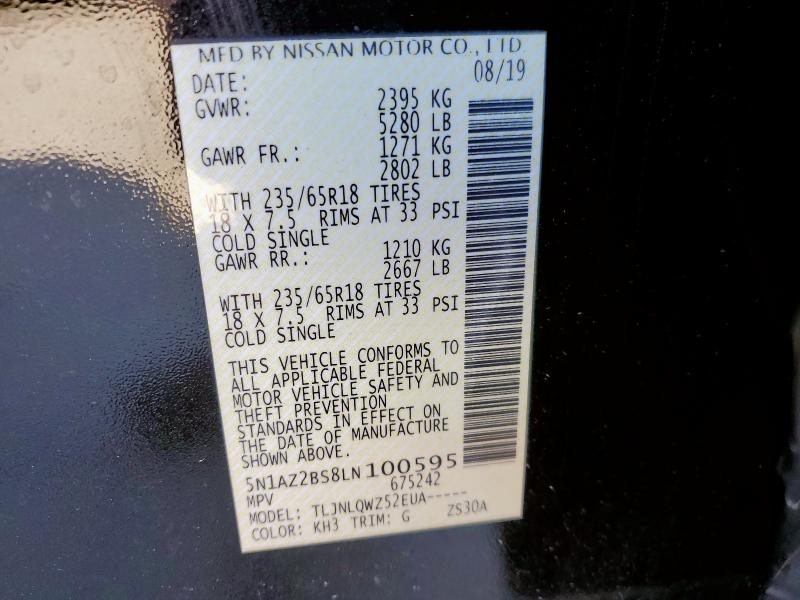 MFD BY NISSAN MOTOR CO., LTD.
DATE: 08/19
GVWR: 2395 KG
5280 LB
GAWR FR.: 1271 KG
2802 LB
WITH 235/65R18 TIRES
18 X 7.5 RIMS AT 33 PSI
COLD SINGLE
GAWR RR.: 1210 KG
2667 LB
WITH 235/65R18 TIRES
18 X 7.5 RIMS AT 33 PSI
COLD SINGLE
THIS VEHICLE CONFORMS TO
ALL APPLICABLE FEDERAL
MOTOR VEHICLE SAFETY AND
THEFT PREVENTION
STANDARDS IN EFFECT ON
THE DATE OF MANUFACTURE
SHOWN ABOVE.
5N1AZ2BS8LN100595
MPV 675242
MODEL: TLJNLQWZ52EUA-----
COLOR: KH3 TRIM: G ZS30A